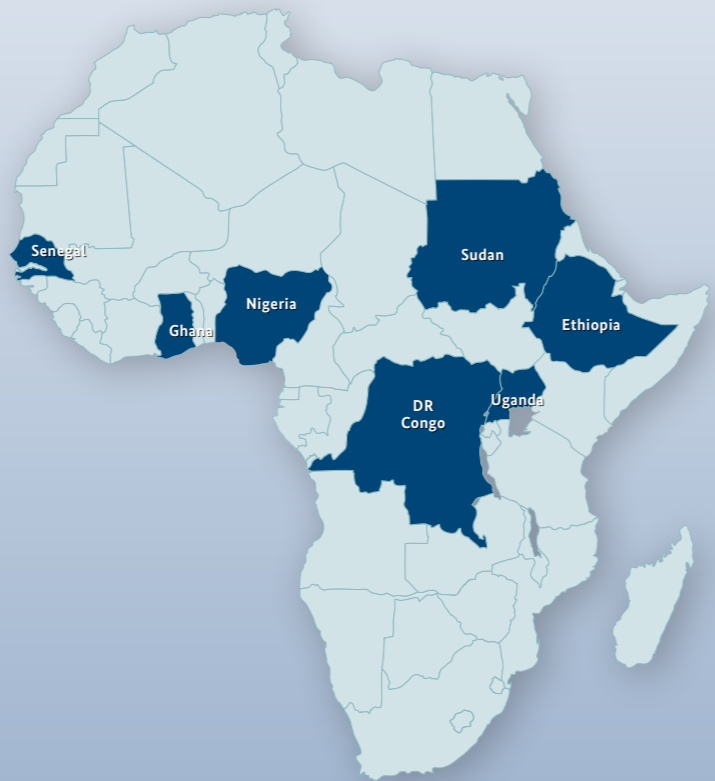 Senegal
Sudan
Nigeria
Ethiopia
Ghana
Uganda
DR
Congo